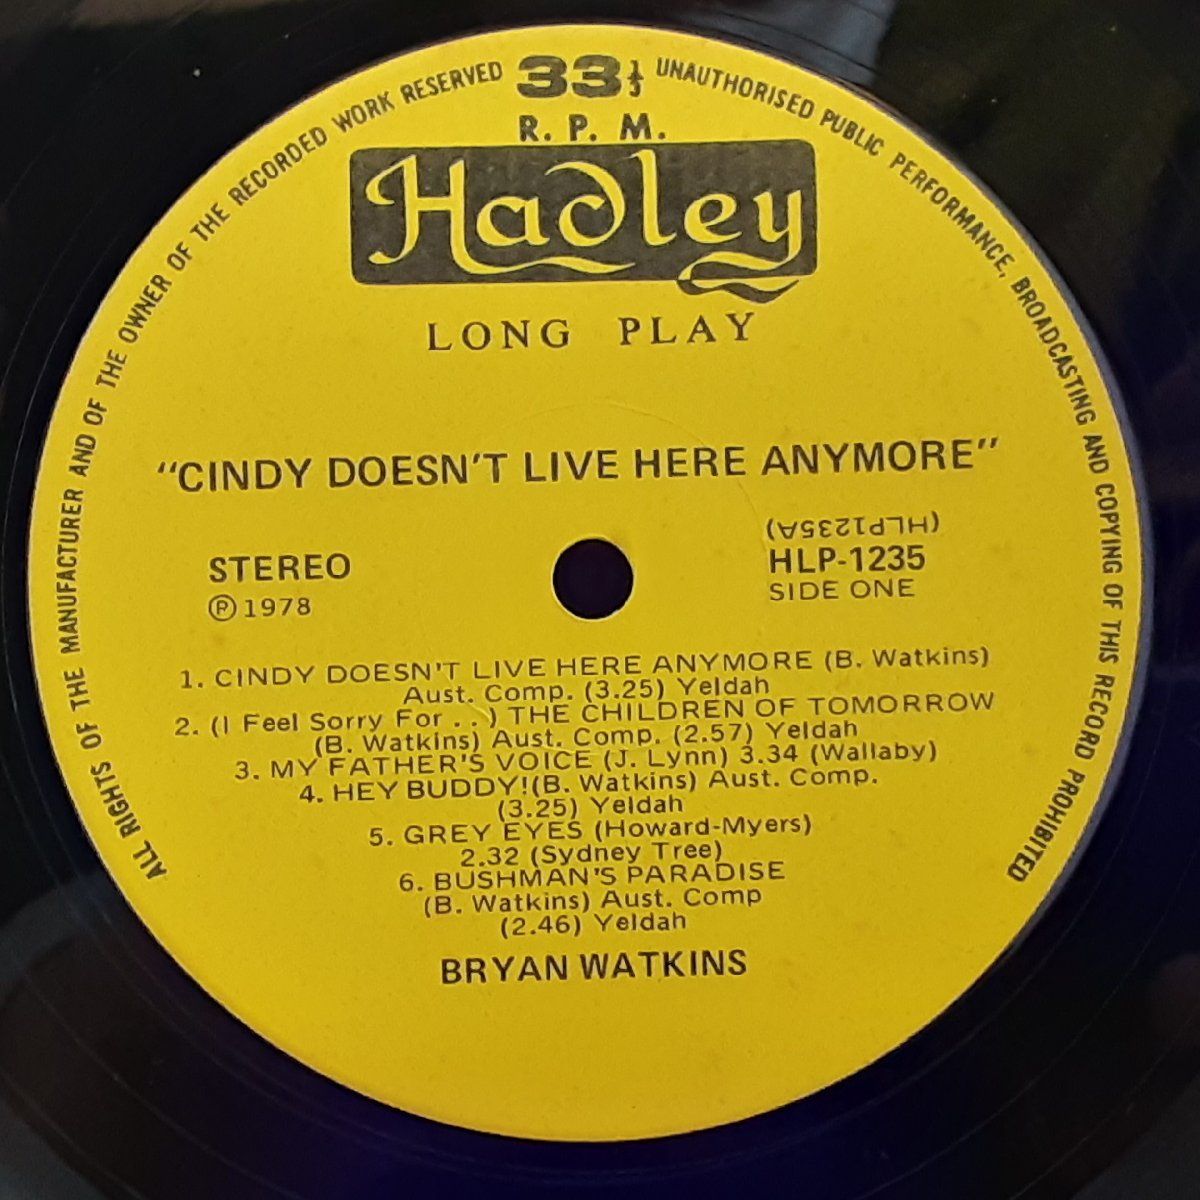 ALL RIGHTS OF THE MANUFACTURER AND OF THE OWNER OF THE RECORDED WORK RESERVED
33⅓
UNAUTHORISED PUBLIC PERFORMANCE, BROADCASTING AND COPYING OF THIS RECORD PROHIBITED
R. P. M.
Hadley
LONG PLAY
"CINDY DOESN'T LIVE HERE ANYMORE"
(HLP1235A)
STEREO
HLP-1235
℗ 1978
SIDE ONE
1. CINDY DOESN'T LIVE HERE ANYMORE (B. Watkins)
Aust. Comp. (3.25) Yeldah
2. (I Feel Sorry For . . ) THE CHILDREN OF TOMORROW
(B. Watkins) Aust. Comp. (2.57) Yeldah
3. MY FATHER'S VOICE (J. Lynn) 3.34 (Wallaby)
4. HEY BUDDY!(B. Watkins) Aust. Comp.
(3.25) Yeldah
5. GREY EYES (Howard-Myers)
2.32 (Sydney Tree)
6. BUSHMAN'S PARADISE
(B. Watkins) Aust. Comp
(2.46) Yeldah
BRYAN WATKINS